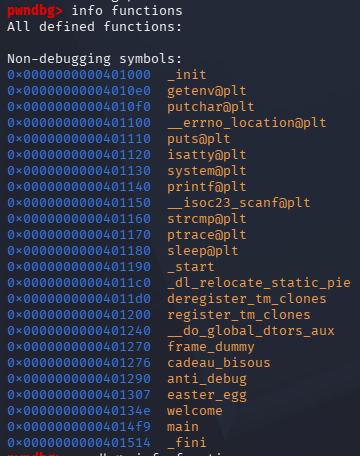 pwndbg> info functions
All defined functions:

Non-debugging symbols:
0x0000000000401000  _init
0x00000000004010e0  getenv@plt
0x00000000004010f0  putchar@plt
0x0000000000401100  __errno_location@plt
0x0000000000401110  puts@plt
0x0000000000401120  isatty@plt
0x0000000000401130  system@plt
0x0000000000401140  printf@plt
0x0000000000401150  __isoc23_scanf@plt
0x0000000000401160  strcmp@plt
0x0000000000401170  ptrace@plt
0x0000000000401180  sleep@plt
0x0000000000401190  _start
0x00000000004011c0  _dl_relocate_static_pie
0x00000000004011d0  deregister_tm_clones
0x0000000000401200  register_tm_clones
0x0000000000401240  __do_global_dtors_aux
0x0000000000401270  frame_dummy
0x0000000000401276  cadeau_bisous
0x0000000000401290  anti_debug
0x0000000000401307  easter_egg
0x000000000040134e  welcome
0x00000000004014f9  main
0x0000000000401514  _fini